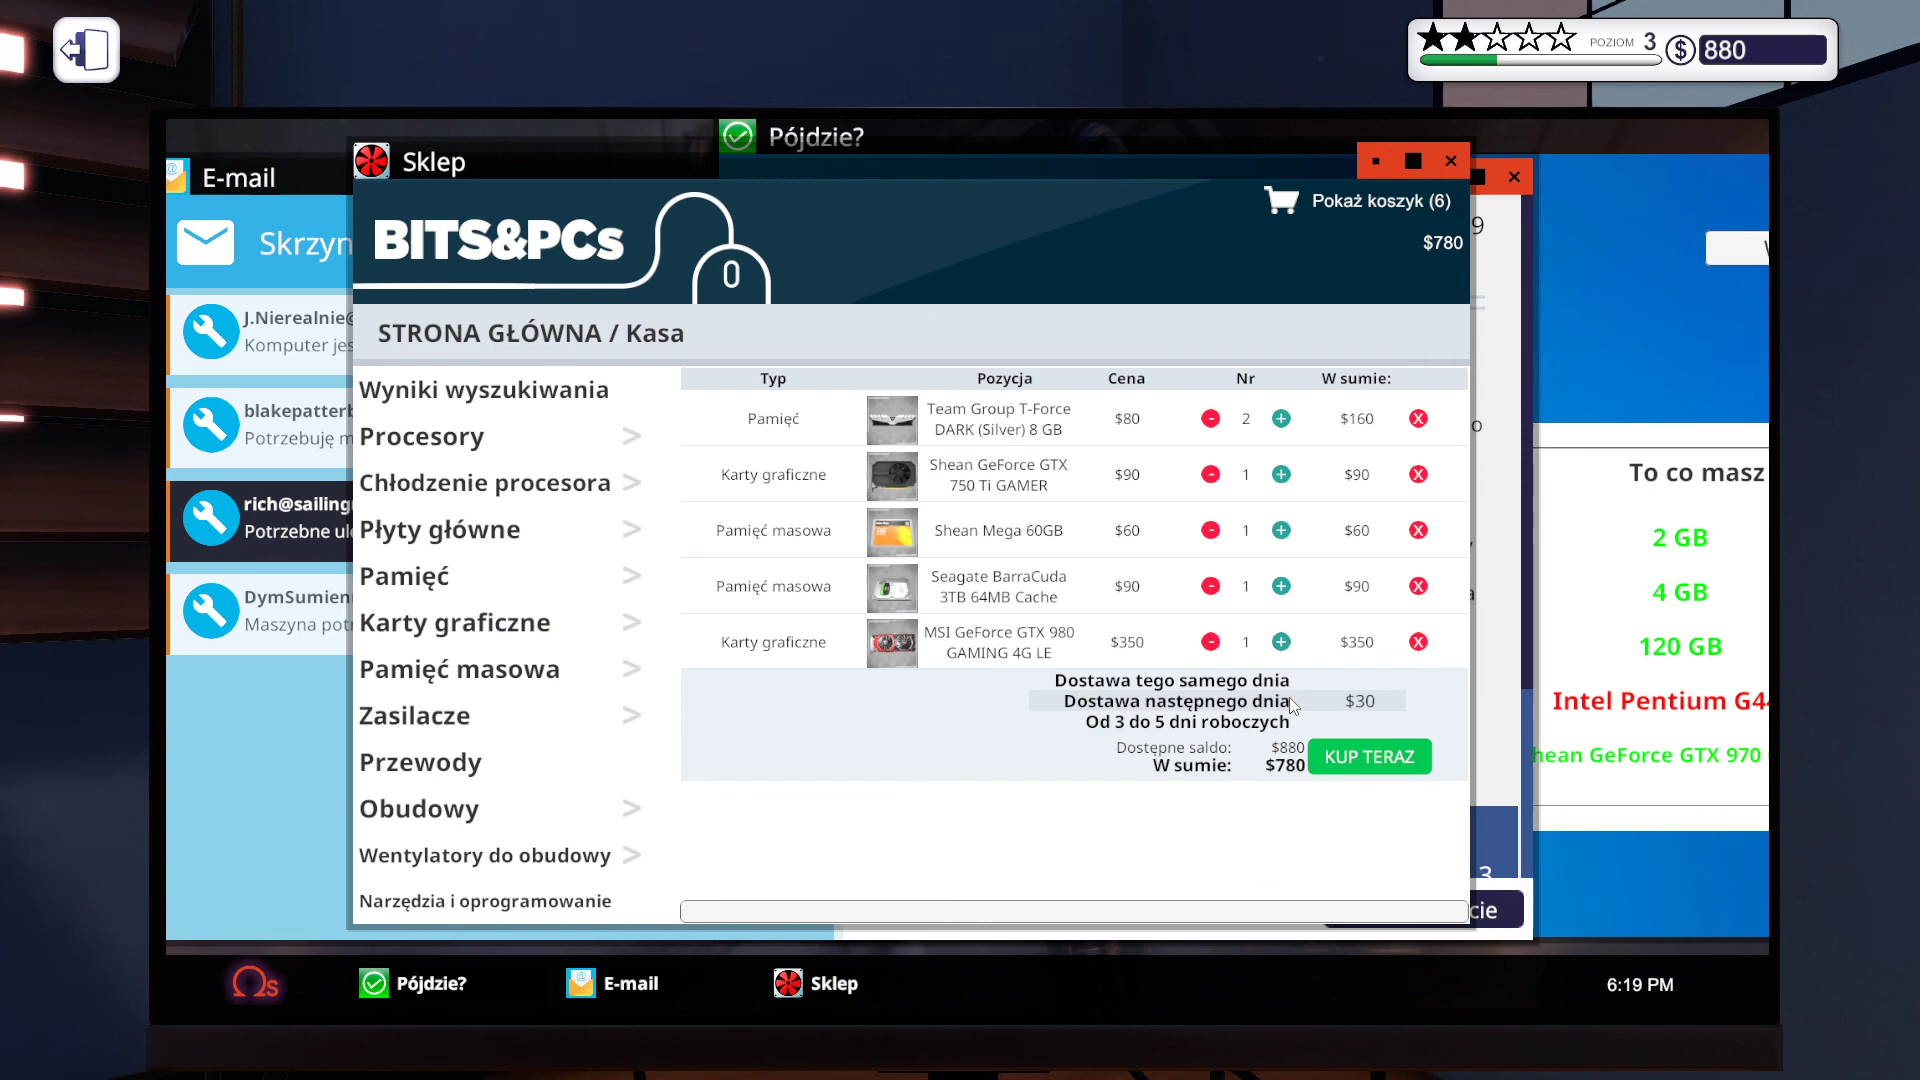 POZIOM 3
$ 880
Pójdzie?
Sklep
E-mail
Pokaż koszyk (6)
$780
BITS&PCs
9
Skrzyn
J.Nierealnie@
Komputer jes
blakepatterb
Potrzebuję m
rich@sailing
Potrzebne ule
DymSumien
Maszyna potr
STRONA GŁÓWNA / Kasa
Wyniki wyszukiwania
Procesory >
Chłodzenie procesora >
Płyty główne >
Pamięć >
Karty graficzne >
Pamięć masowa >
Zasilacze >
Przewody
Obudowy >
Wentylatory do obudowy >
Narzędzia i oprogramowanie
Typ Pozycja Cena Nr W sumie:
Pamięć Team Group T-Force DARK (Silver) 8 GB $80 - 2 + $160 X
Karty graficzne Shean GeForce GTX 750 Ti GAMER $90 - 1 + $90 X
Pamięć masowa Shean Mega 60GB $60 - 1 + $60 X
Pamięć masowa Seagate BarraCuda 3TB 64MB Cache $90 - 1 + $90 X
Karty graficzne MSI GeForce GTX 980 GAMING 4G LE $350 - 1 + $350 X
Dostawa tego samego dnia
Dostawa następnego dnia $30
Od 3 do 5 dni roboczych
Dostępne saldo: $880
W sumie: $780
KUP TERAZ
To co masz
2 GB
4 GB
120 GB
Intel Pentium G4
hean GeForce GTX 970
3
cie
Ωs
Pójdzie?
E-mail
Sklep
6:19 PM